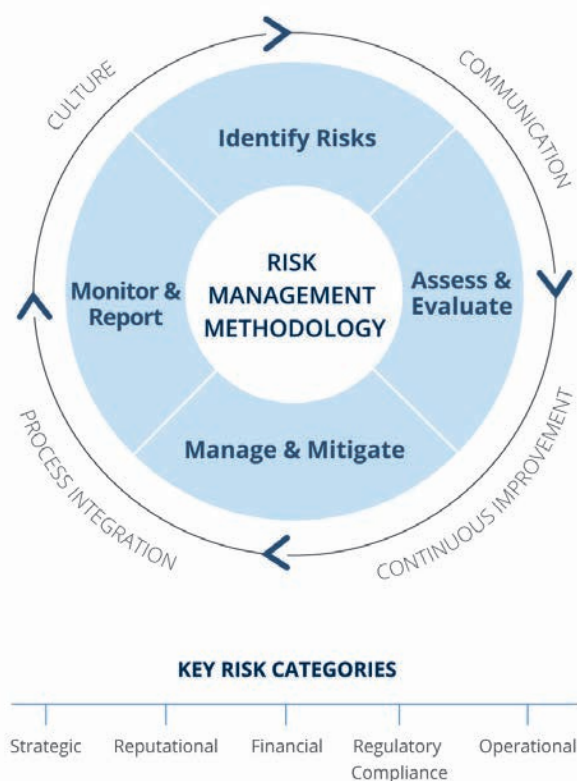 CULTURE
COMMUNICATION
Identify Risks
RISK
MANAGEMENT
METHODOLOGY
Assess &
Evaluate
Monitor &
Report
Manage & Mitigate
PROCESS INTEGRATION
CONTINUOUS IMPROVEMENT
KEY RISK CATEGORIES
Strategic
Reputational
Financial
Regulatory
Compliance
Operational